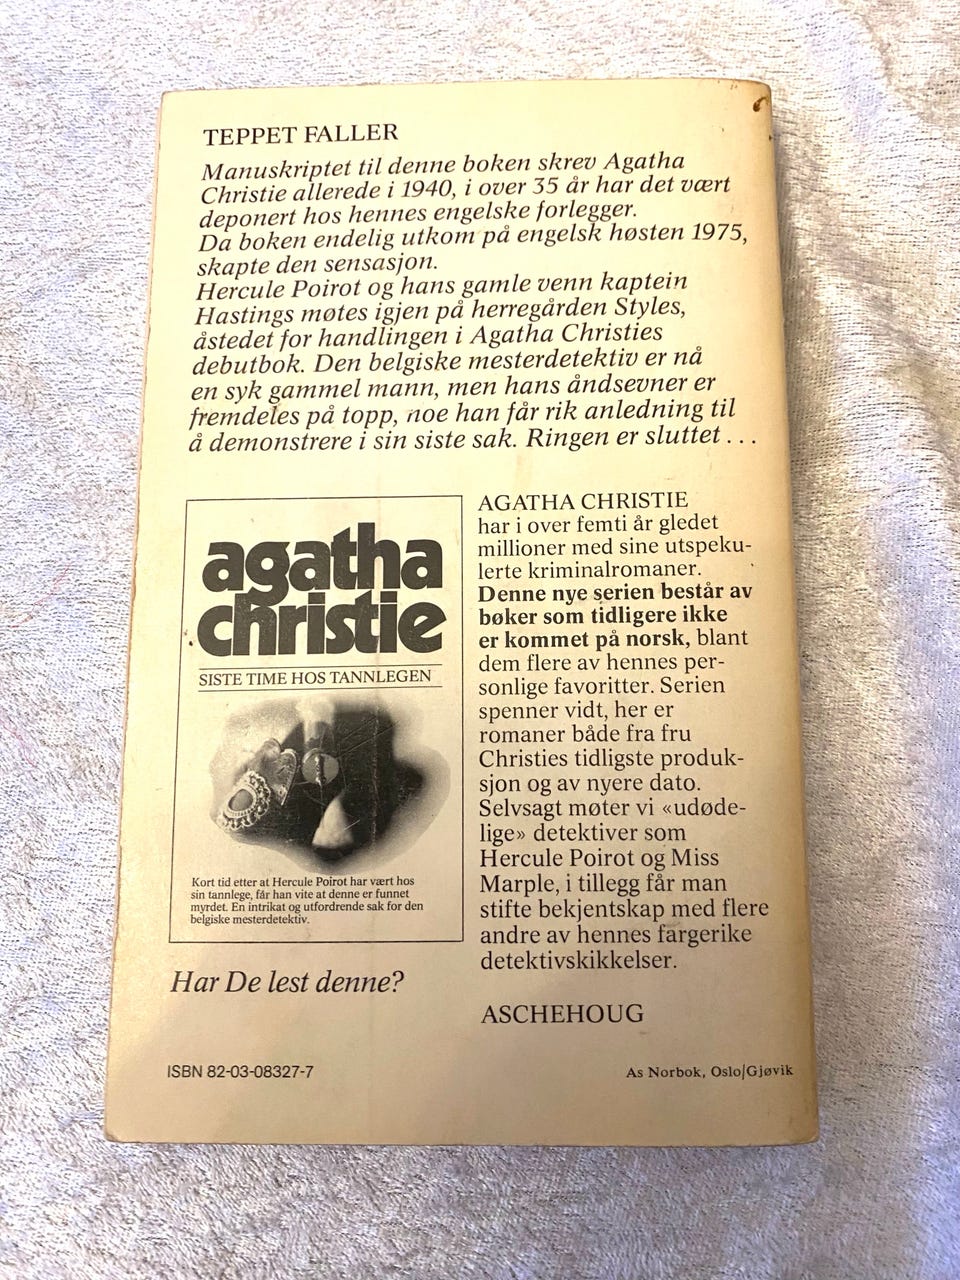 TEPPET FALLER
Manuskriptet til denne boken skrev Agatha
Christie allerede i 1940, i over 35 år har det vært
deponert hos hennes engelske forlegger.
Da boken endelig utkom på engelsk høsten 1975,
skapte den sensasjon.
Hercule Poirot og hans gamle venn kaptein
Hastings møtes igjen på herregården Styles,
åstedet for handlingen i Agatha Christies
debutbok. Den belgiske mesterdetektiv er nå
en syk gammel mann, men hans åndsevner er
fremdeles på topp, noe han får rik anledning til
å demonstrere i sin siste sak. Ringen er sluttet . . .
agatha
christie
SISTE TIME HOS TANNLEGEN
Kort tid etter at Hercule Poirot har vært hos
sin tannlege, får han vite at denne er funnet
myrdet. En intrikat og utfordrende sak for den
belgiske mesterdetektiv.
Har De lest denne?
AGATHA CHRISTIE
har i over femti år gledet
millioner med sine utspeku-
lerte kriminalromaner.
Denne nye serien består av
bøker som tidligere ikke
er kommet på norsk, blant
dem flere av hennes per-
sonlige favoritter. Serien
spenner vidt, her er
romaner både fra fru
Christies tidligste produk-
sjon og av nyere dato.
Selvsagt møter vi «udøde-
lige» detektiver som
Hercule Poirot og Miss
Marple, i tillegg får man
stifte bekjentskap med flere
andre av hennes fargerike
detektivskikkelser.
ASCHEHOUG
ISBN 82-03-08327-7
As Norbok, Oslo/Gjøvik